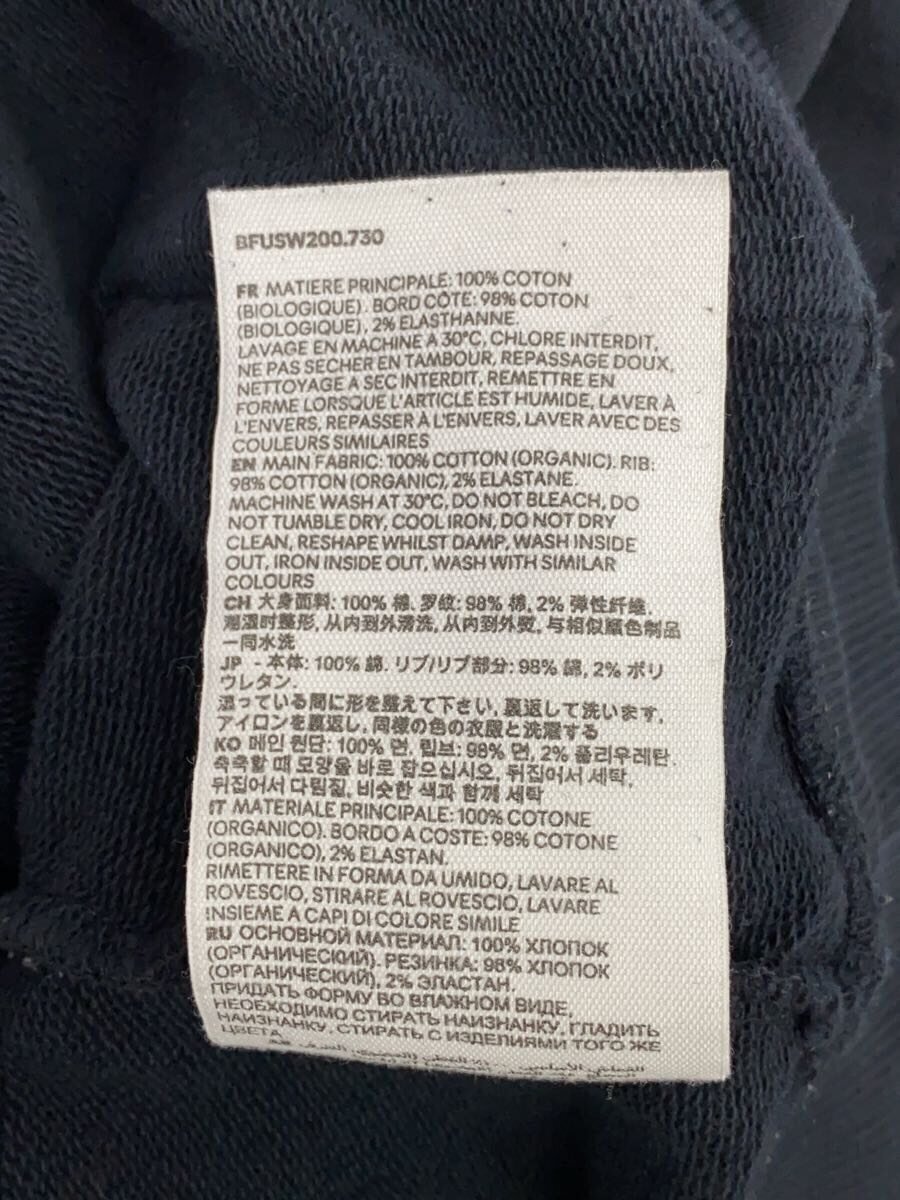 BFUSW200.730
FR MATIERE PRINCIPALE: 100% COTON
(BIOLOGIQUE). BORD CÔTE: 98% COTON
(BIOLOGIQUE), 2% ELASTHANNE.
LAVAGE EN MACHINE A 30°C, CHLORE INTERDIT,
NE PAS SECHER EN TAMBOUR, REPASSAGE DOUX,
NETTOYAGE A SEC INTERDIT, REMETTRE EN
FORME LORSQUE L'ARTICLE EST HUMIDE, LAVER À
L'ENVERS, REPASSER À L'ENVERS, LAVER AVEC DES
COULEURS SIMILAIRES
EN MAIN FABRIC: 100% COTTON (ORGANIC). RIB:
98% COTTON (ORGANIC), 2% ELASTANE.
MACHINE WASH AT 30°C, DO NOT BLEACH, DO
NOT TUMBLE DRY, COOL IRON, DO NOT DRY
CLEAN, RESHAPE WHILST DAMP, WASH INSIDE
OUT, IRON INSIDE OUT, WASH WITH SIMILAR
COLOURS
CH 大身面料: 100% 棉. 罗纹: 98% 棉, 2% 弹性纤维.
潮湿时整形, 从内到外清洗, 从内到外熨, 与相似颜色制品
一同水洗
JP - 本体: 100% 綿. リブ/リブ部分: 98% 綿, 2% ポリ
ウレタン.
湿っている間に形を整えて下さい, 裏返して洗います,
アイロンを裏返し, 同様の色の衣服と洗濯する
KO 메인 원단: 100% 면. 립브: 98% 면, 2% 폴리우레탄.
축축할 때 모양을 바로 잡으십시오, 뒤집어서 세탁,
뒤집어서 다림질, 비슷한 색과 함께 세탁
IT MATERIALE PRINCIPALE: 100% COTONE
(ORGANICO). BORDO A COSTE: 98% COTONE
(ORGANICO), 2% ELASTAN.
RIMETTERE IN FORMA DA UMIDO, LAVARE AL
ROVESCIO, STIRARE AL ROVESCIO, LAVARE
INSIEME A CAPI DI COLORE SIMILE
RU ОСНОВНОЙ МАТЕРИАЛ: 100% ХЛОПОК
(ОРГАНИЧЕСКИЙ). РЕЗИНКА: 98% ХЛОПОК
(ОРГАНИЧЕСКИЙ), 2% ЭЛАСТАН.
ПРИДАТЬ ФОРМУ ВО ВЛАЖНОМ ВИДЕ,
НЕОБХОДИМО СТИРАТЬ НАИЗНАНКУ, ГЛАДИТЬ
НАИЗНАНКУ, СТИРАТЬ С ИЗДЕЛИЯМИ ТОГО ЖЕ
ЦВЕТА